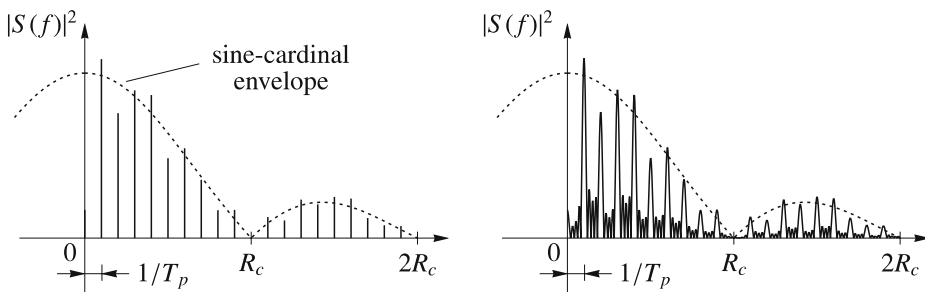 |S(f)|²
sine-cardinal
envelope
0
R_c
2R_c
1/T_p
|S(f)|²
0
R_c
2R_c
1/T_p